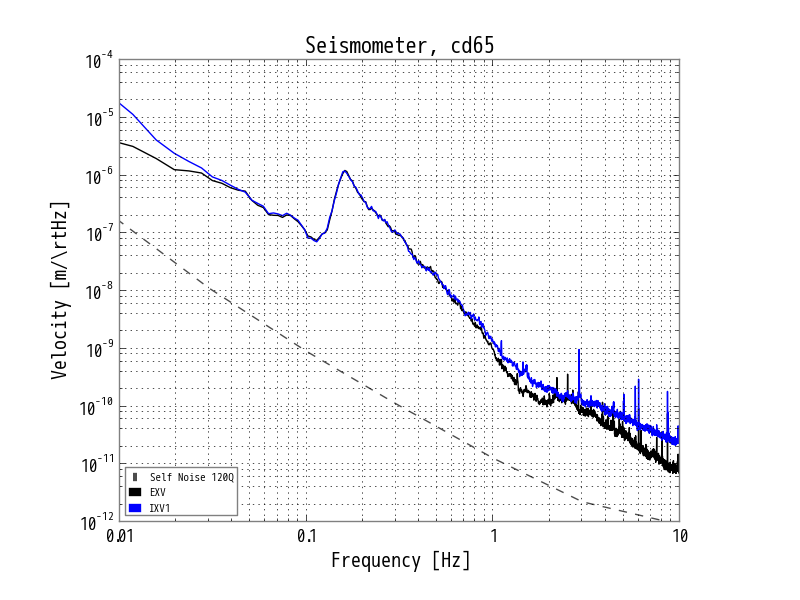 Seismometer, cd65
10^-4
10^-5
10^-6
10^-7
10^-8
10^-9
10^-10
10^-11
10^-12
Velocity [m/\rtHz]
Self Noise 120Q
EXV
IXV1
0.01
0.1
1
10
Frequency [Hz]